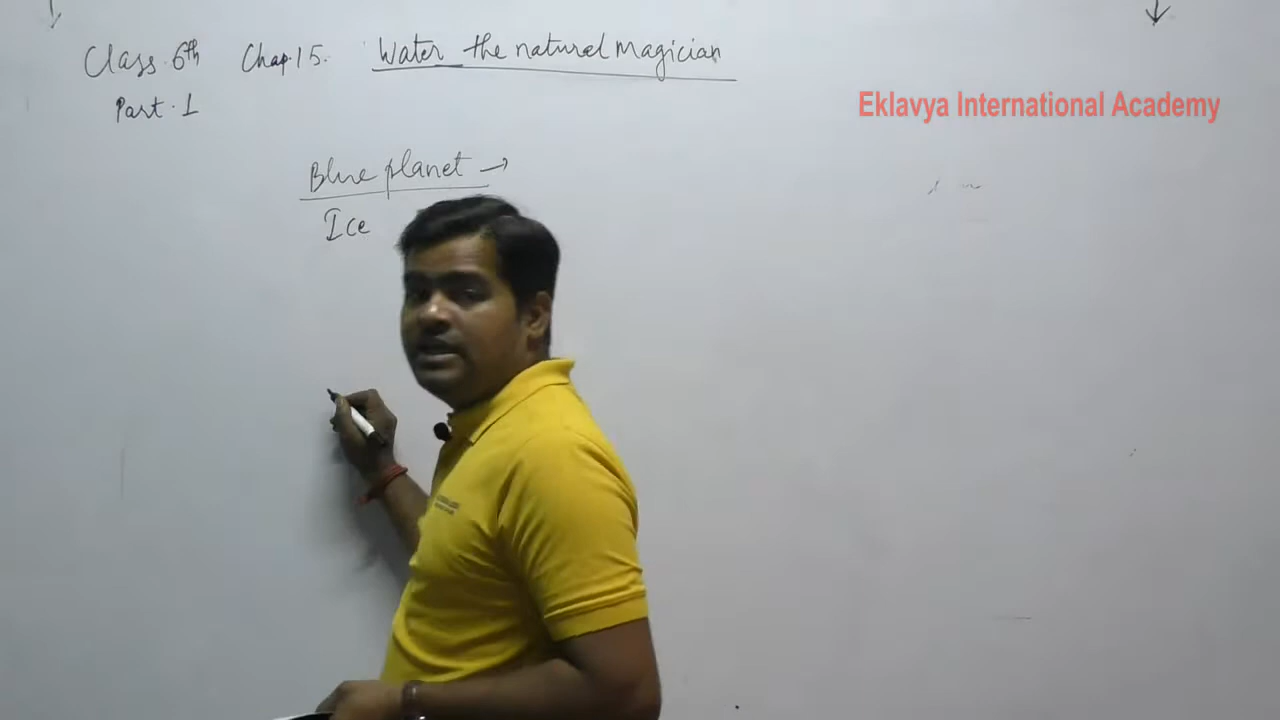 Class. 6th Chap. 15. Water the natural magician
Part. 1
Eklavya International Academy
Blue planet →
Ice